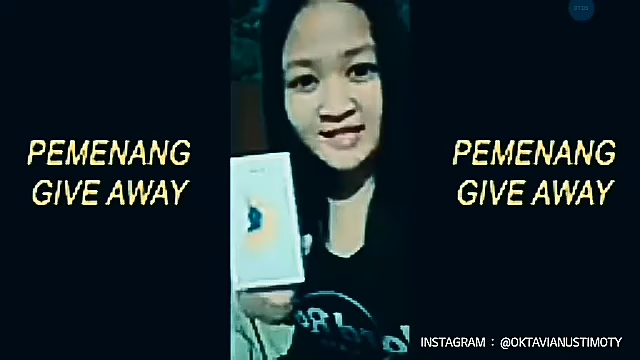 PEMENANG
GIVE AWAY
PEMENANG
GIVE AWAY
INSTAGRAM : @OKTAVIANUSTIMOTY